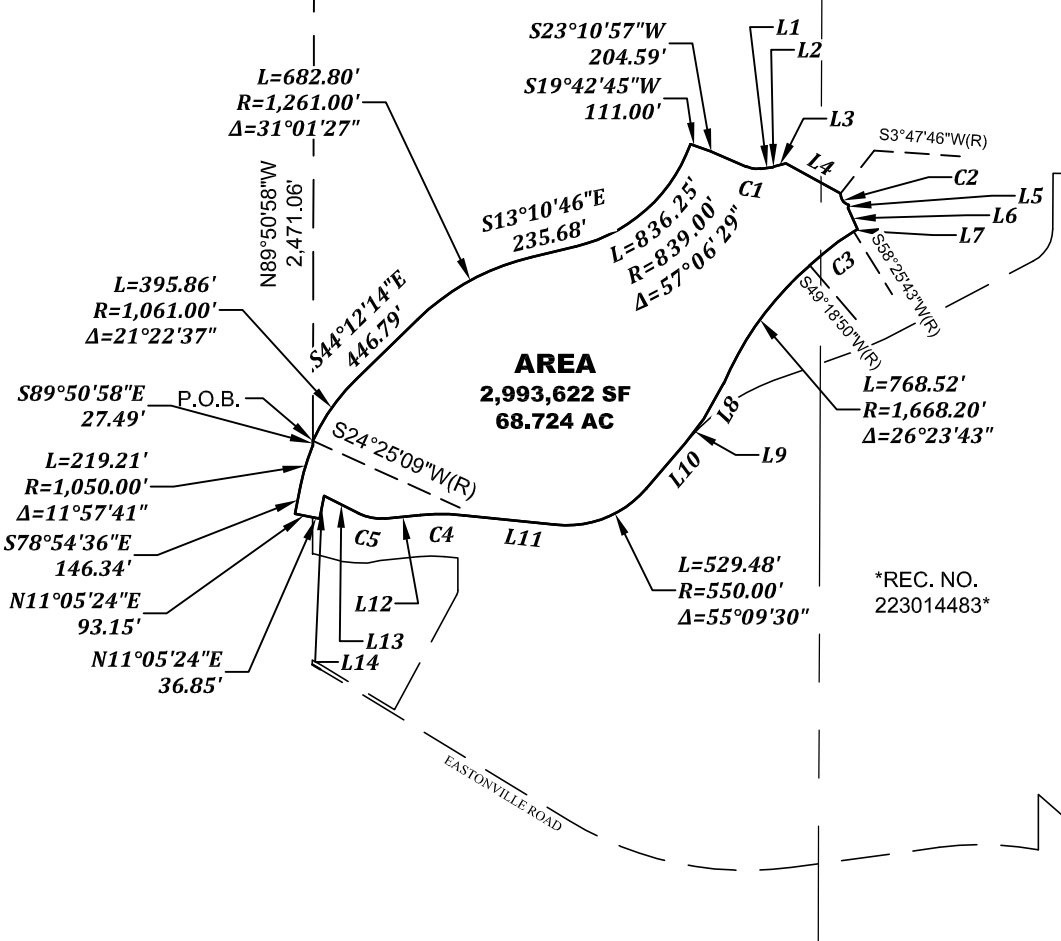 S23°10'57"W
204.59'
S19°42'45"W
111.00'
L1
L2
L3
L=682.80'
R=1,261.00'
Δ=31°01'27"
S3°47'46"W(R)
L4
C1
C2
L5
L6
L7
N89°50'58"W
2,471.06'
S13°10'46"E
235.68'
L=836.25'
R=839.00'
Δ=57°06'29"
C3
S58°25'43"W(R)
S49°18'50"W(R)
L=395.86'
R=1,061.00'
Δ=21°22'37"
S44°12'14"E
446.79'
AREA
2,993,622 SF
68.724 AC
S89°50'58"E
27.49'
P.O.B.
S24°25'09"W(R)
L=768.52'
R=1,668.20'
Δ=26°23'43"
L8
L9
L10
L=219.21'
R=1,050.00'
Δ=11°57'41"
S78°54'36"E
146.34'
C5
C4
L11
N11°05'24"E
93.15'
L12
L=529.48'
R=550.00'
Δ=55°09'30"
*REC. NO.
223014483*
L13
L14
N11°05'24"E
36.85'
EASTONVILLE ROAD